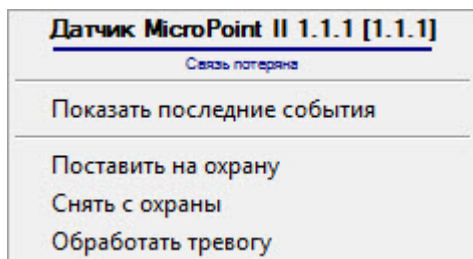 Датчик MicroPoint II 1.1.1 [1.1.1]
Связь потеряна
Показать последние события
Поставить на охрану
Снять с охраны
Обработать тревогу